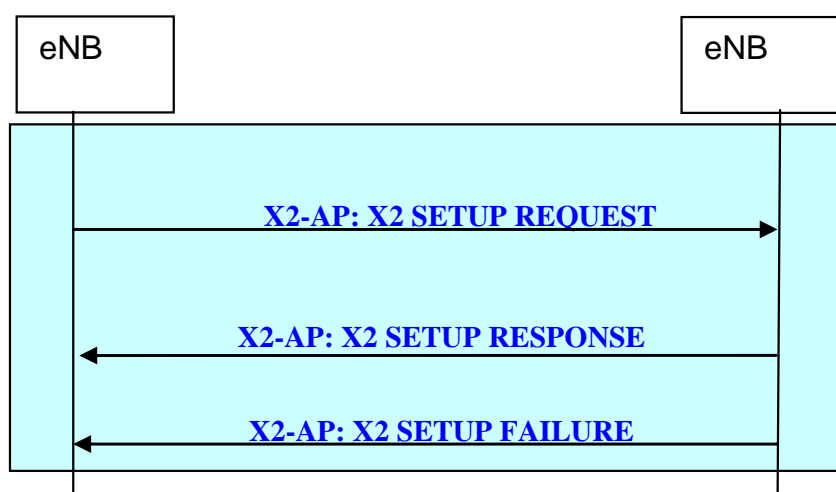 eNB
eNB
X2-AP: X2 SETUP REQUEST
X2-AP: X2 SETUP RESPONSE
X2-AP: X2 SETUP FAILURE